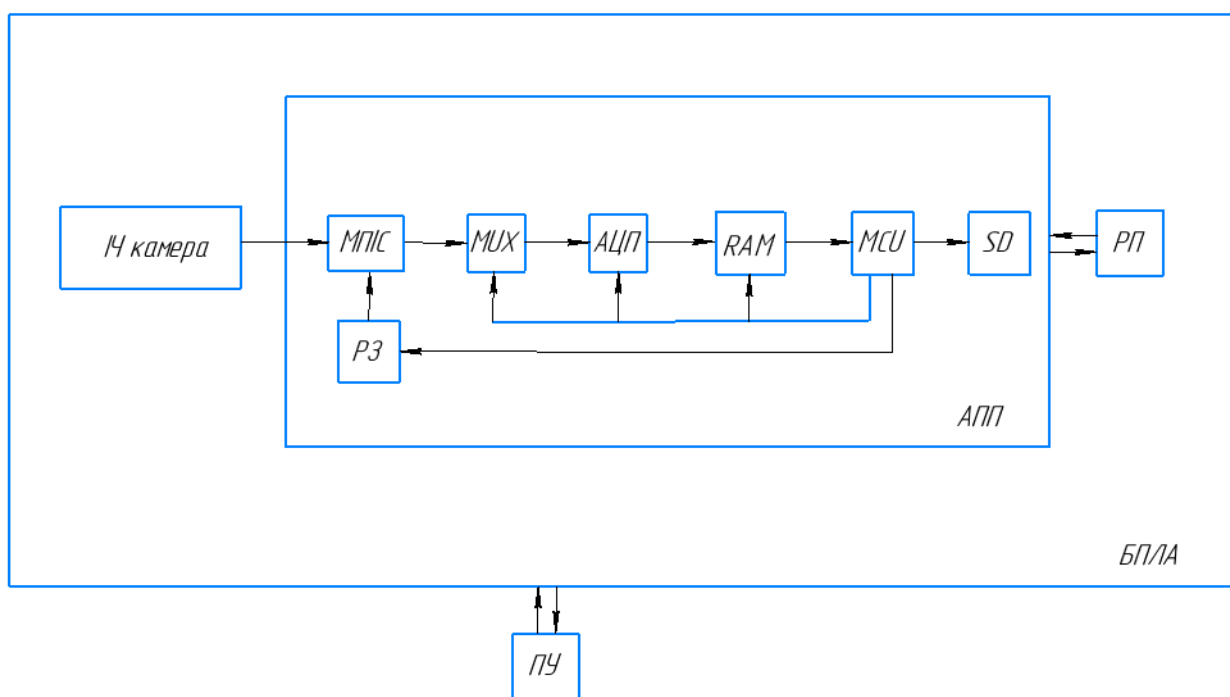 ІЧ камера
МПІС
MUX
АЦП
RAM
MCU
SD
РП
РЗ
АПП
БПЛА
ПУ